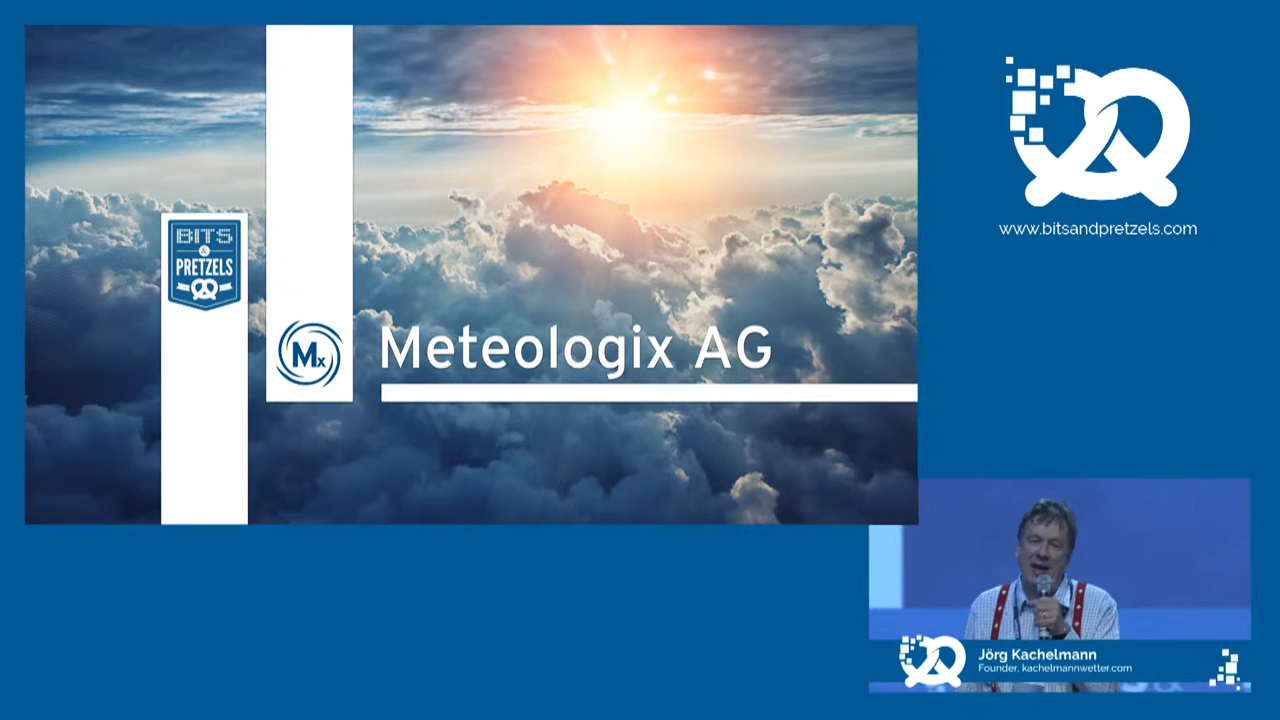 BITS
&
PRETZELS
Mx
Meteologix AG
www.bitsandpretzels.com
Jörg Kachelmann
Founder, kachelmannwetter.com